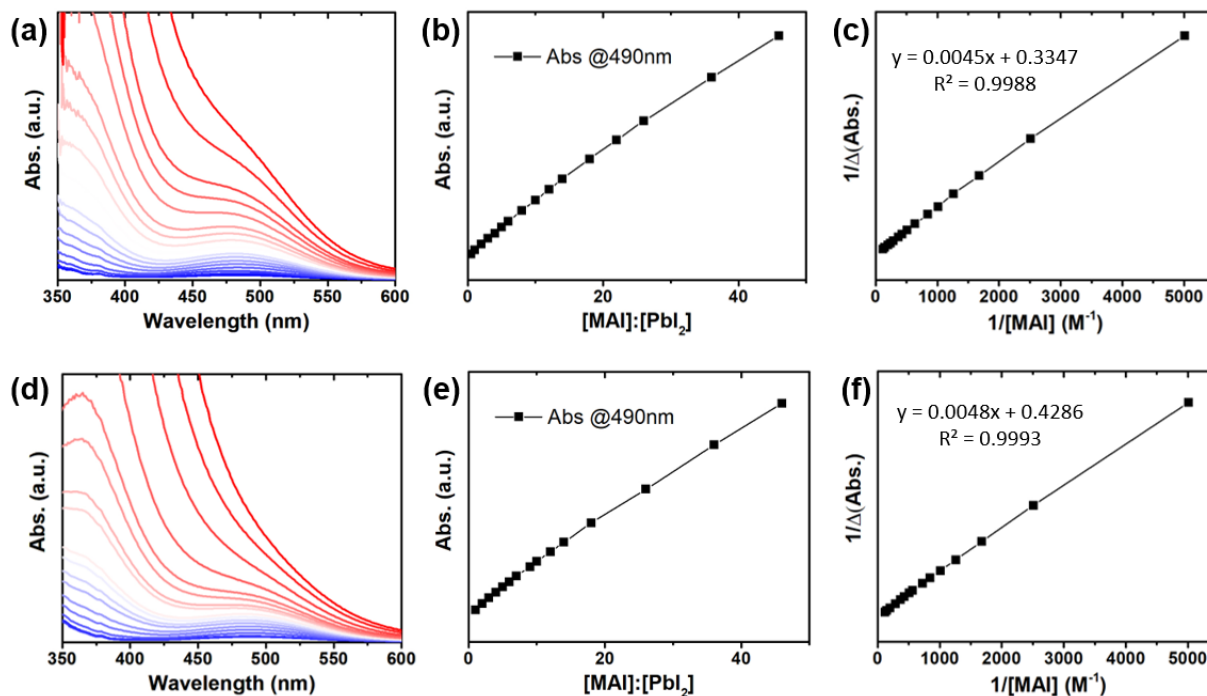 (a)
Abs. (a.u.)
350 400 450 500 550 600
Wavelength (nm)
(b)
Abs @490nm
Abs. (a.u.)
0 20 40
[MAI]:[PbI₂]
(c)
y = 0.0045x + 0.3347
R² = 0.9988
1/Δ(Abs.)
0 1000 2000 3000 4000 5000
1/[MAI] (M⁻¹)
(d)
Abs. (a.u.)
350 400 450 500 550 600
Wavelength (nm)
(e)
Abs @490nm
Abs. (a.u.)
0 20 40
[MAI]:[PbI₂]
(f)
y = 0.0048x + 0.4286
R² = 0.9993
1/Δ(Abs.)
0 1000 2000 3000 4000 5000
1/[MAI] (M⁻¹)